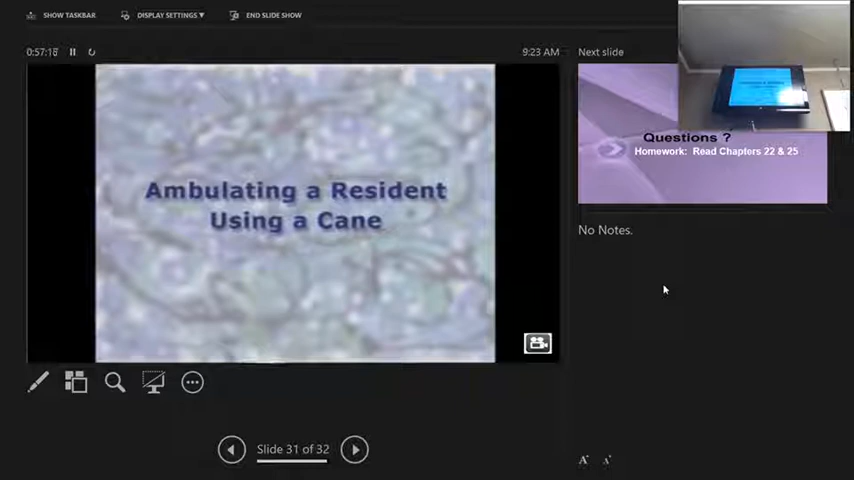 SHOW TASKBAR
DISPLAY SETTINGS ▼
END SLIDE SHOW
0:57:18
9:23 AM
Next slide
Ambulating a Resident
Using a Cane
Questions ?
Homework: Read Chapters 22 & 25
No Notes.
Slide 31 of 32
A A